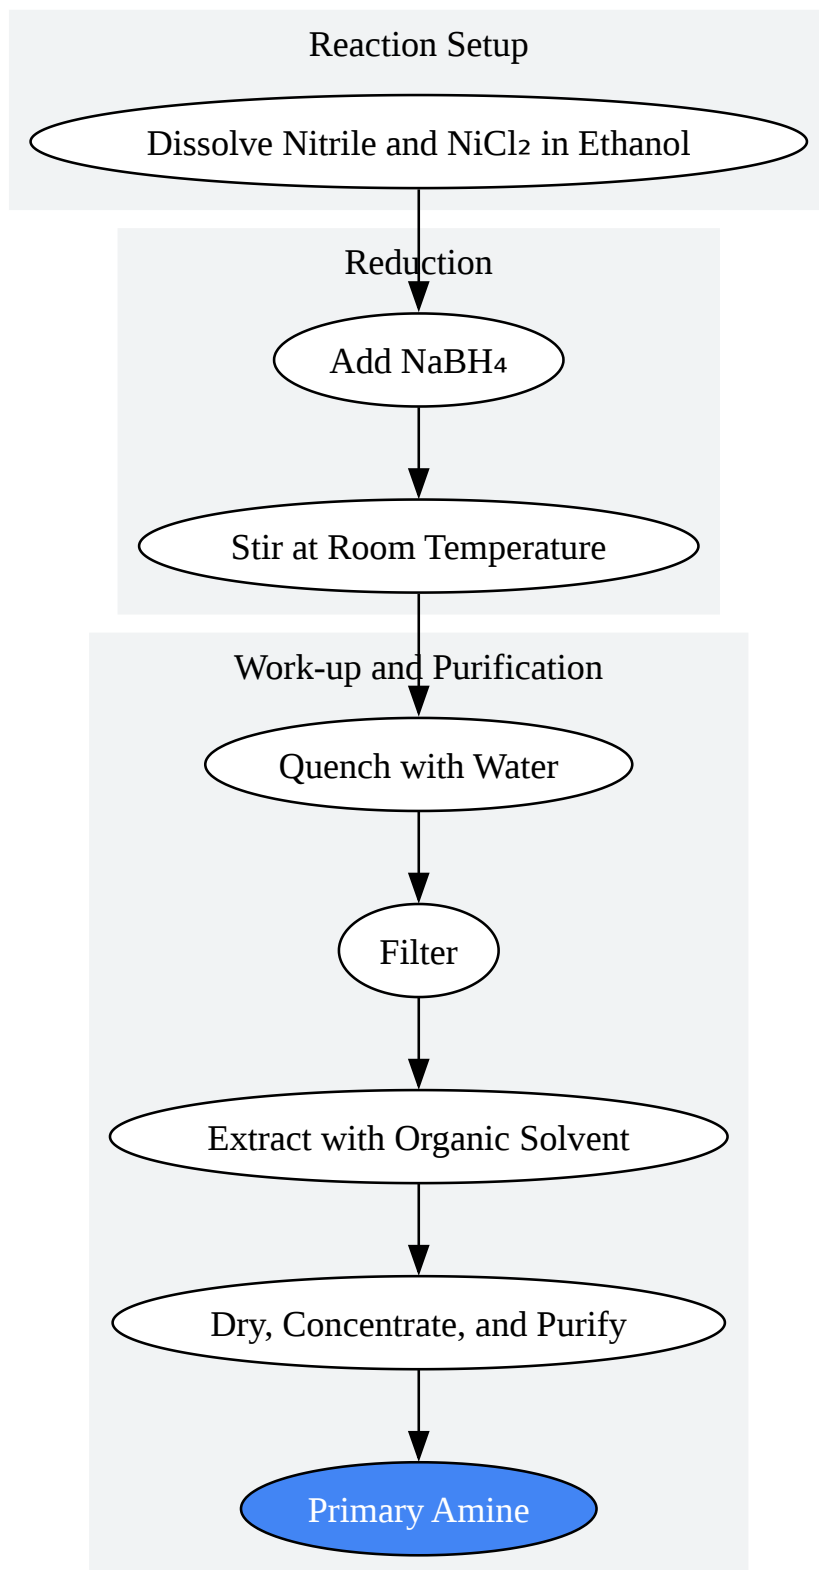 Reaction Setup
Dissolve Nitrile and NiCl₂ in Ethanol
Reduction
Add NaBH₄
Stir at Room Temperature
Work-up and Purification
Quench with Water
Filter
Extract with Organic Solvent
Dry, Concentrate, and Purify
Primary Amine